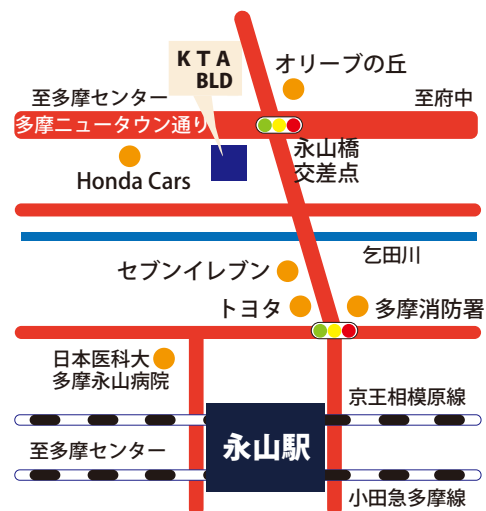 K T A
BLD
オリーブの丘
至多摩センター
至府中
多摩ニュータウン通り
永山橋
交差点
Honda Cars
乞田川
セブンイレブン
トヨタ
多摩消防署
日本医科大
多摩永山病院
京王相模原線
永山駅
至多摩センター
小田急多摩線